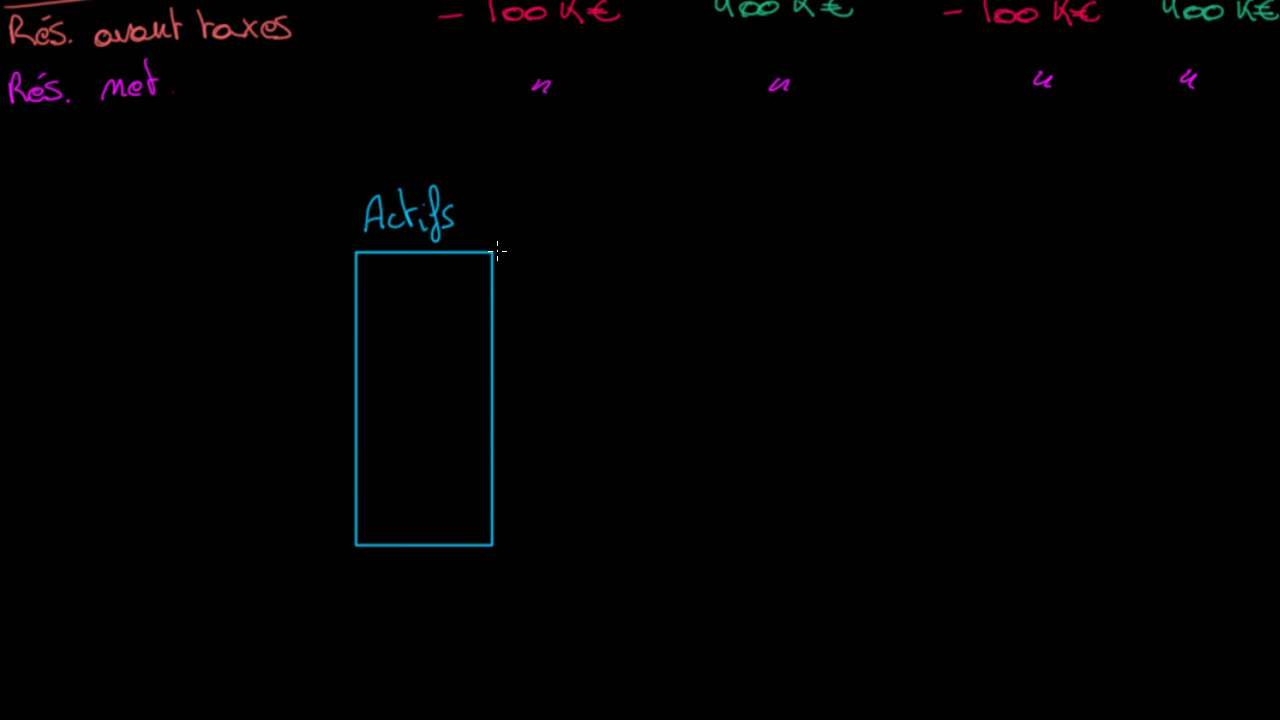 Rés. avant taxes - 100 K€ 400 K€ - 100 K€ 400 K€
Rés. net. " " " "
Actifs